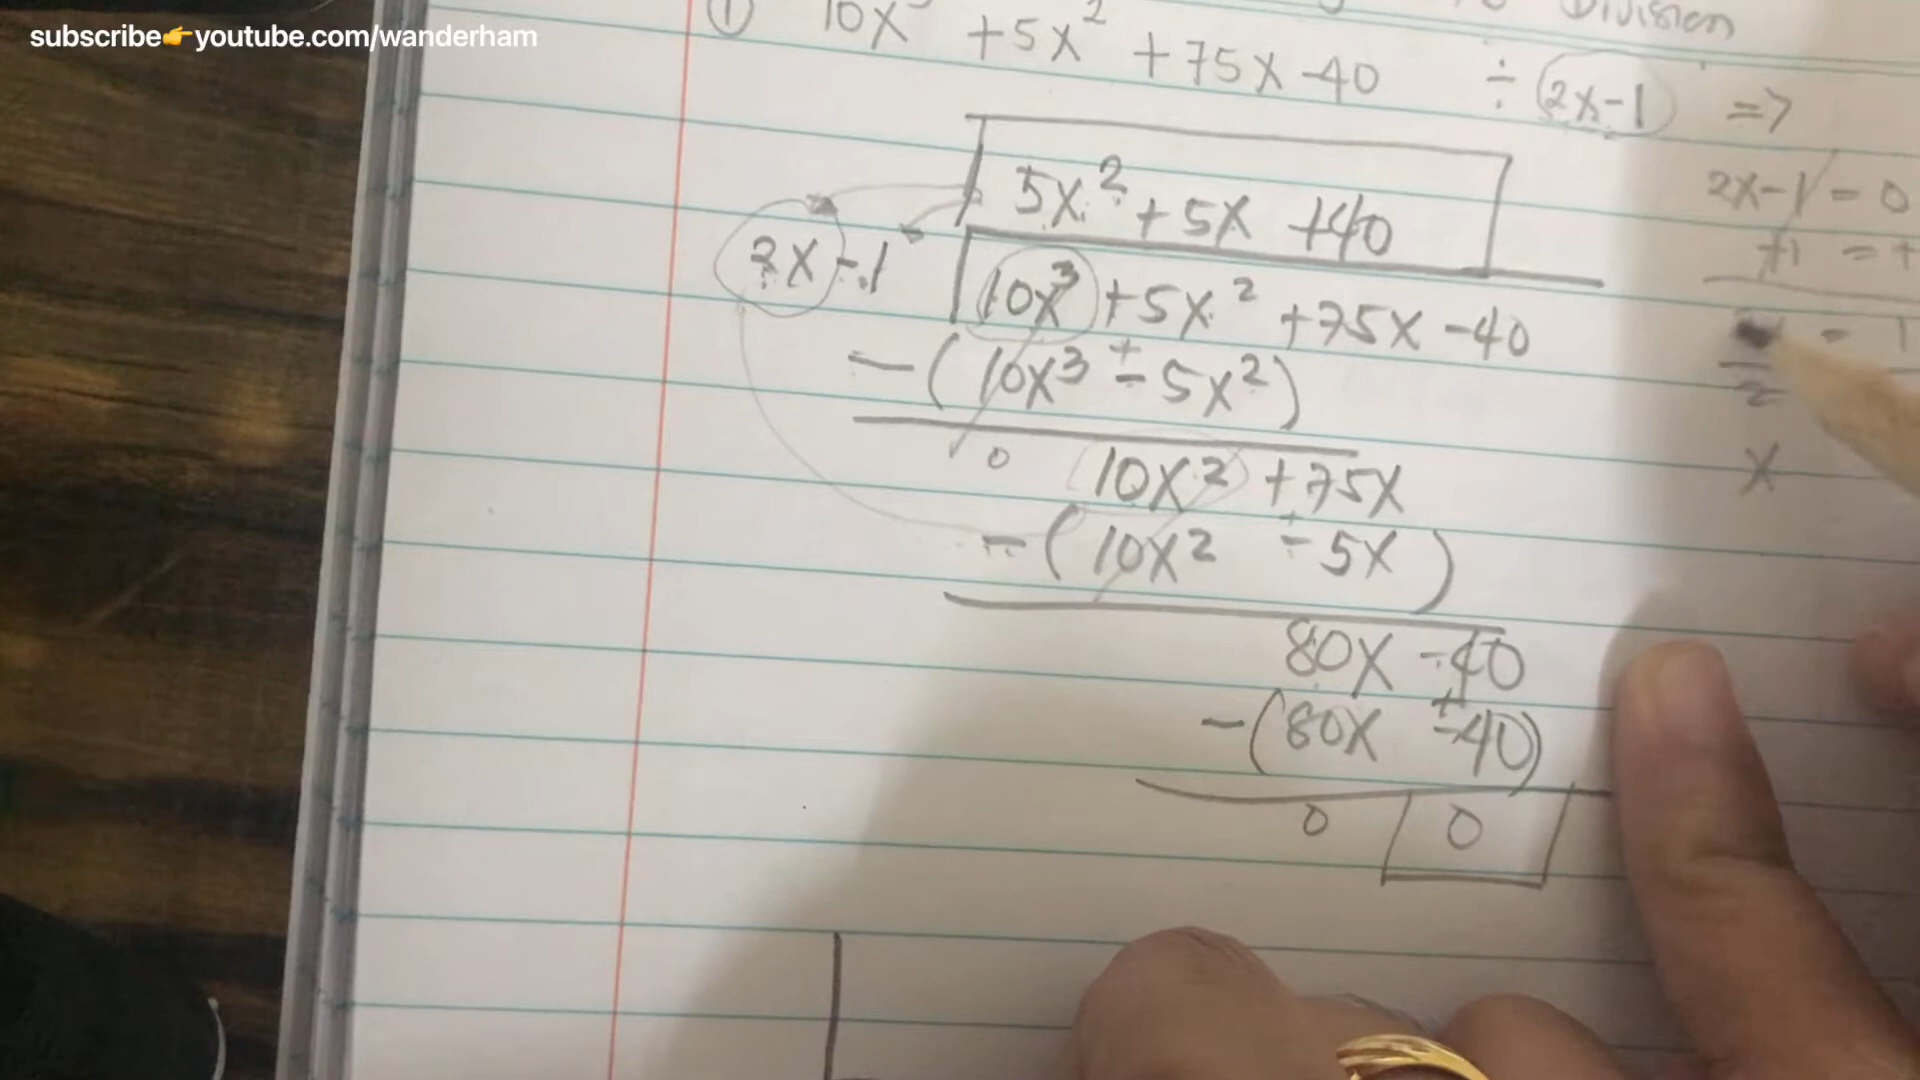 subscribe👉youtube.com/wanderham
Division
① 10x³ +5x² +75x -40 ÷ 2x-1 =>
5x² +5x +40
2x -1 10x³ +5x² +75x -40
-(10x³ -+ 5x²)
0 10x² +75x
-(10x² -+ 5x)
80x -40
-(80x -+ 40)
0 0
2x-1 = 0
+1 = +
= 1
2
x